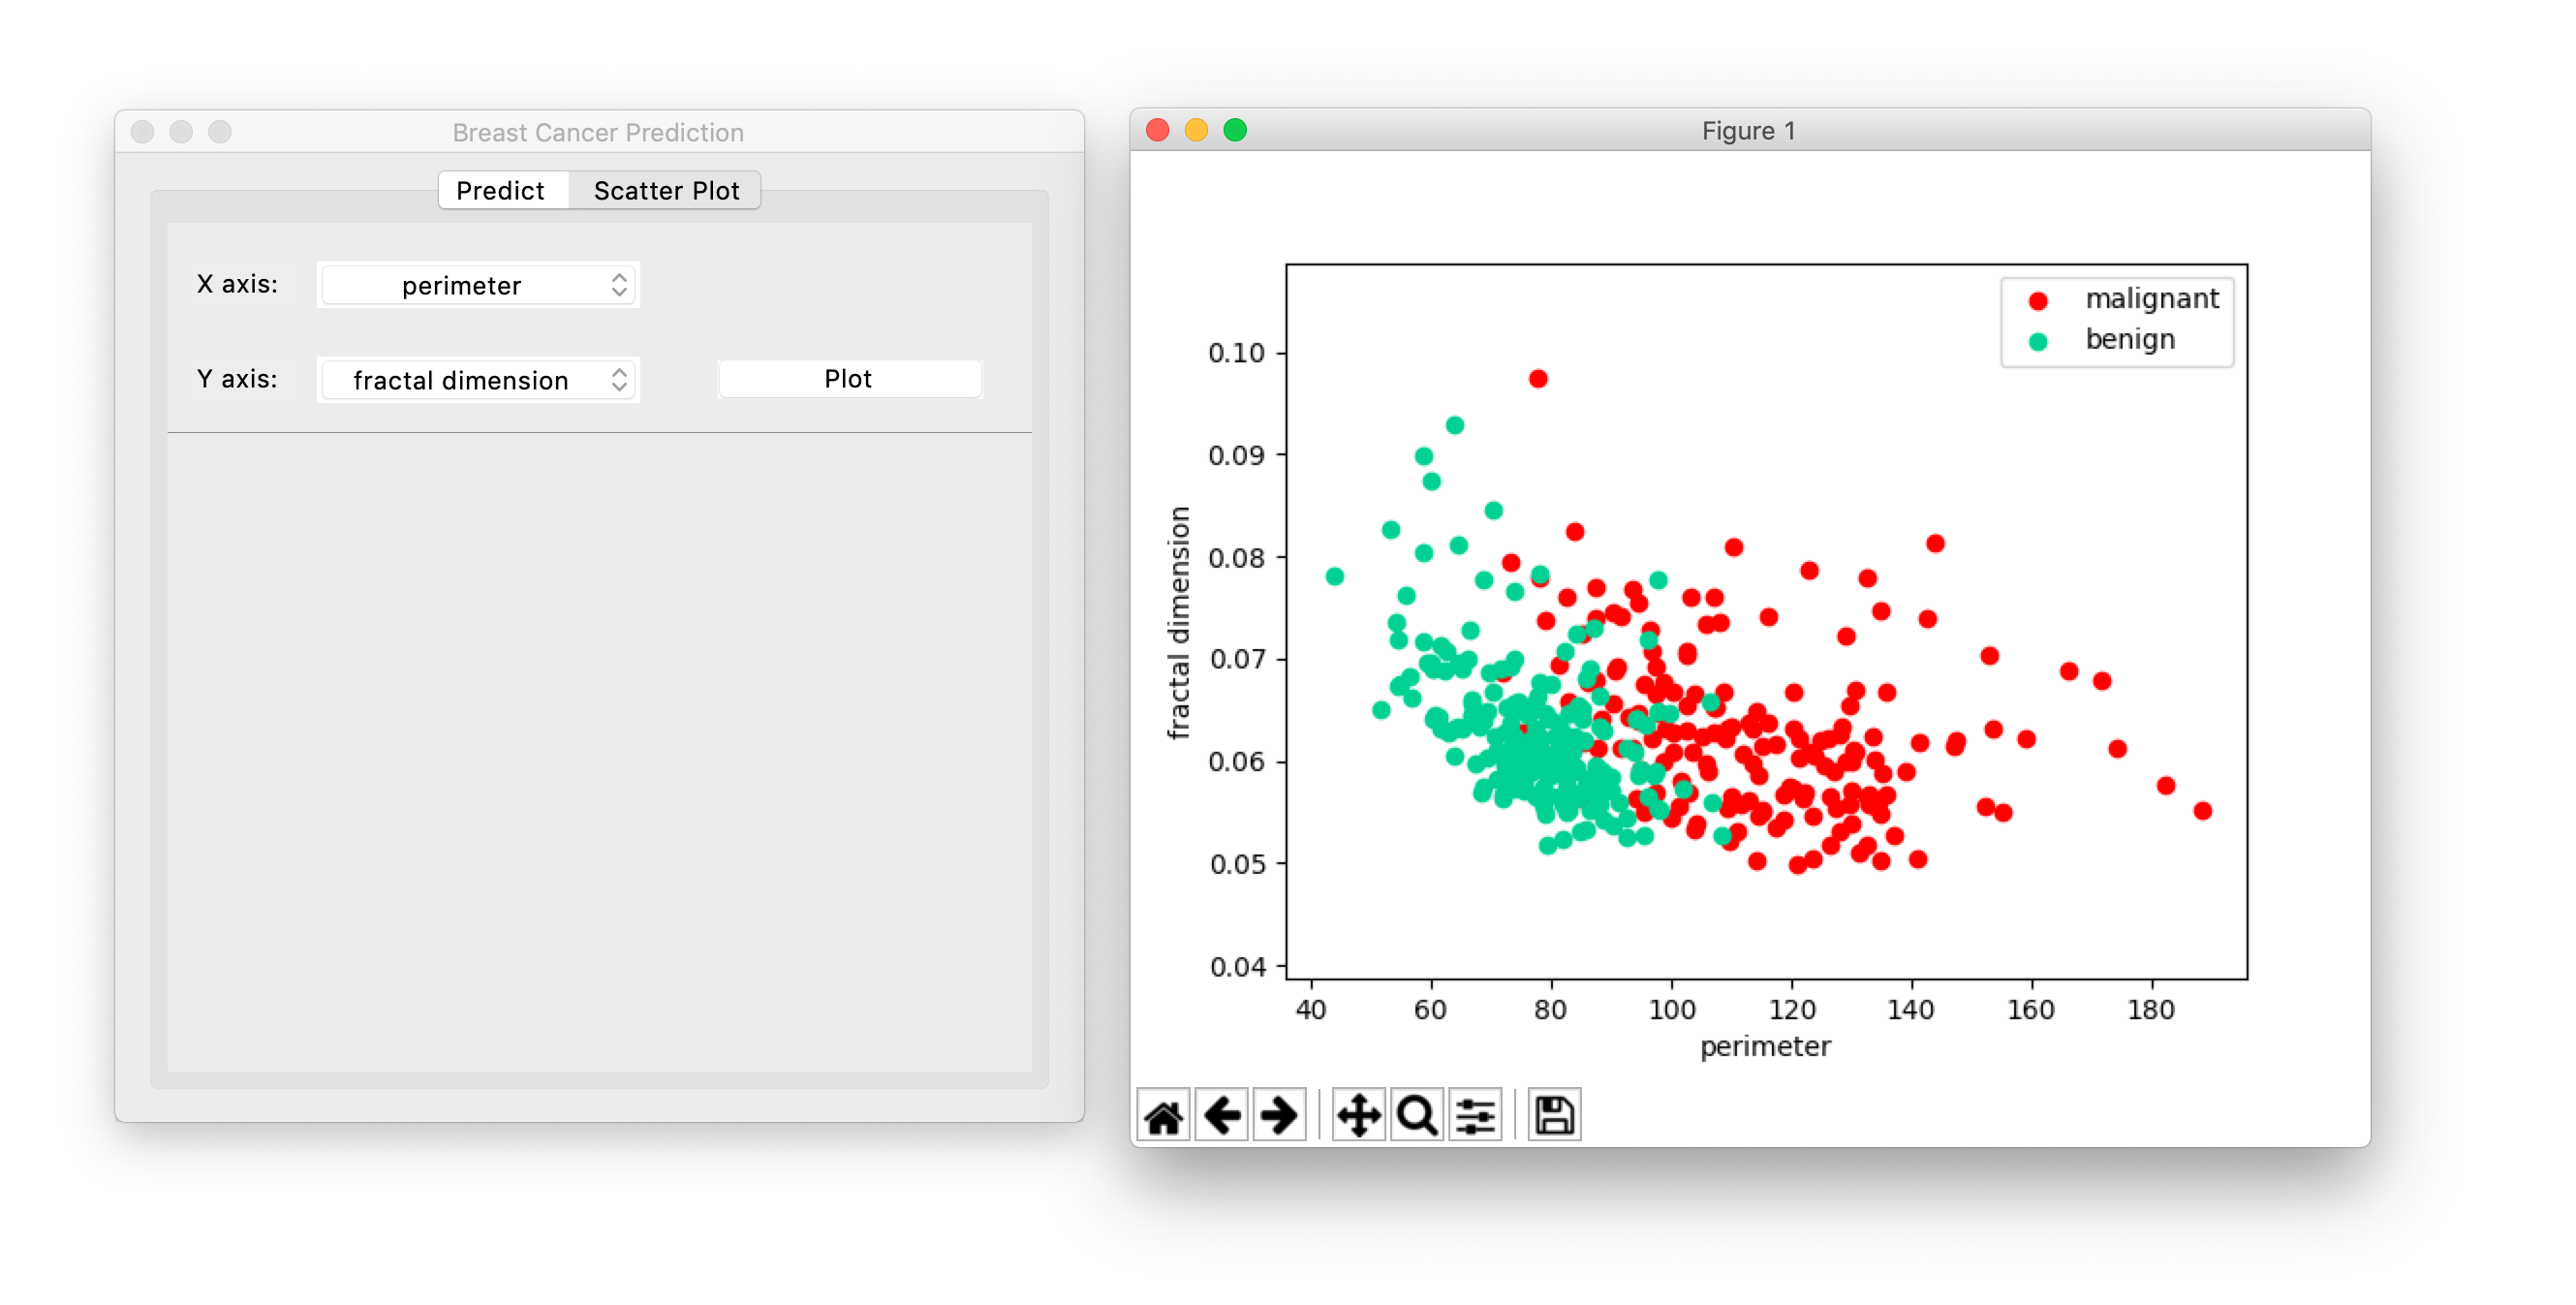 Breast Cancer Prediction
Predict
Scatter Plot
X axis:
perimeter
Y axis:
fractal dimension
Plot
Figure 1
malignant
benign
0.10
0.09
0.08
0.07
0.06
0.05
0.04
fractal dimension
40
60
80
100
120
140
160
180
perimeter